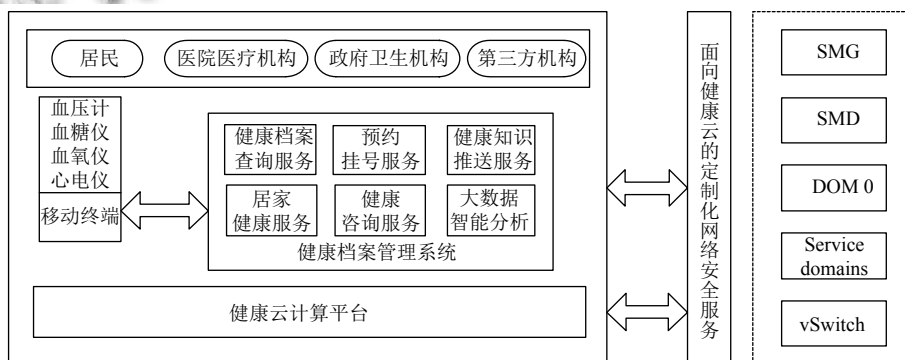 居民
医院医疗机构
政府卫生机构
第三方机构
血压计
血糖仪
血氧仪
心电仪
移动终端
健康档案
查询服务
预约
挂号服务
健康知识
推送服务
居家
健康服务
健康
咨询服务
大数据
智能分析
健康档案管理系统
健康云计算平台
面向健康云的定制化网络安全服务
SMG
SMD
DOM 0
Service
domains
vSwitch